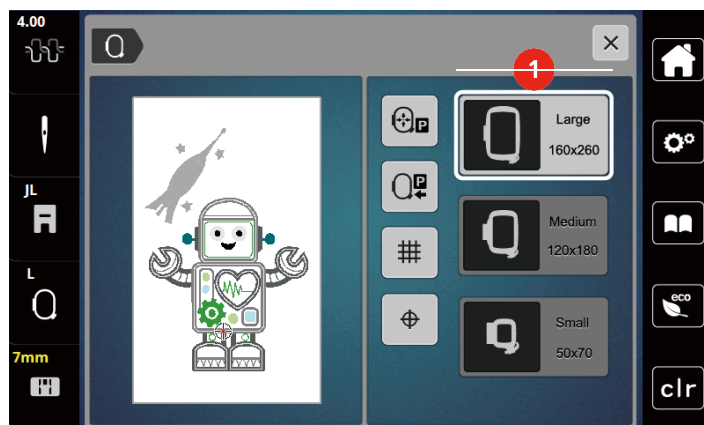 4.00
1
Large
160x260
P
JL
P
Medium
120x180
L
eco
Small
50x70
7mm
clr